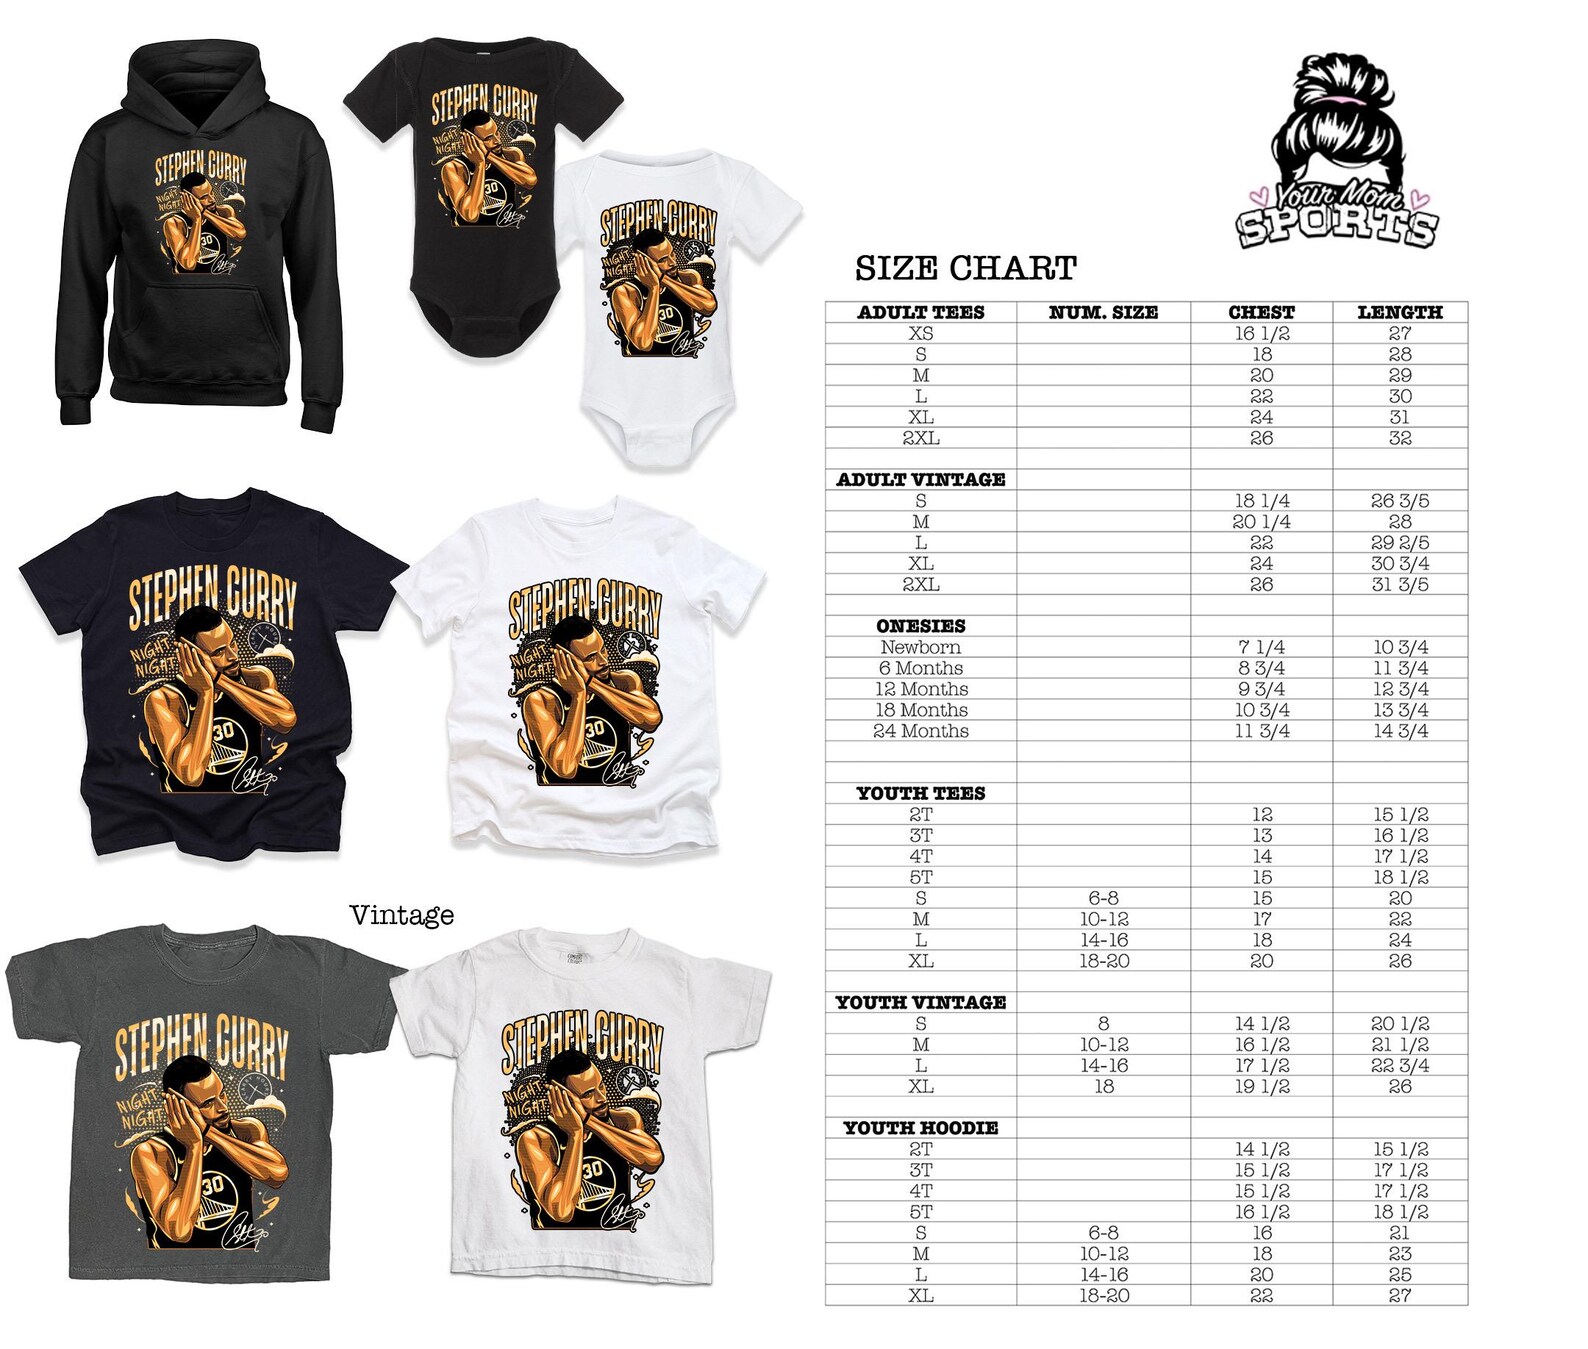 STEPHEN CURRY
NIGHT
NIGHT
30
STEPHEN CURRY
NIGHT
NIGHT
30
STEPHEN CURRY
NIGHT
NIGHT
30
STEPHEN CURRY
NIGHT
NIGHT
30
STEPHEN CURRY
NIGHT
NIGHT
30
Vintage
STEPHEN CURRY
NIGHT
NIGHT
30
STEPHEN CURRY
NIGHT
NIGHT
30
Your Mom
SPORTS
SIZE CHART
ADULT TEES NUM. SIZE CHEST LENGTH
XS 16 1/2 27
S 18 28
M 20 29
L 22 30
XL 24 31
2XL 26 32
ADULT VINTAGE
S 18 1/4 26 3/5
M 20 1/4 28
L 22 29 2/5
XL 24 30 3/4
2XL 26 31 3/5
ONESIES
Newborn 7 1/4 10 3/4
6 Months 8 3/4 11 3/4
12 Months 9 3/4 12 3/4
18 Months 10 3/4 13 3/4
24 Months 11 3/4 14 3/4
YOUTH TEES
2T 12 15 1/2
3T 13 16 1/2
4T 14 17 1/2
5T 15 18 1/2
S 6-8 15 20
M 10-12 17 22
L 14-16 18 24
XL 18-20 20 26
YOUTH VINTAGE
S 8 14 1/2 20 1/2
M 10-12 16 1/2 21 1/2
L 14-16 17 1/2 22 3/4
XL 18 19 1/2 26
YOUTH HOODIE
2T 14 1/2 15 1/2
3T 15 1/2 17 1/2
4T 15 1/2 17 1/2
5T 16 1/2 18 1/2
S 6-8 16 21
M 10-12 18 23
L 14-16 20 25
XL 18-20 22 27